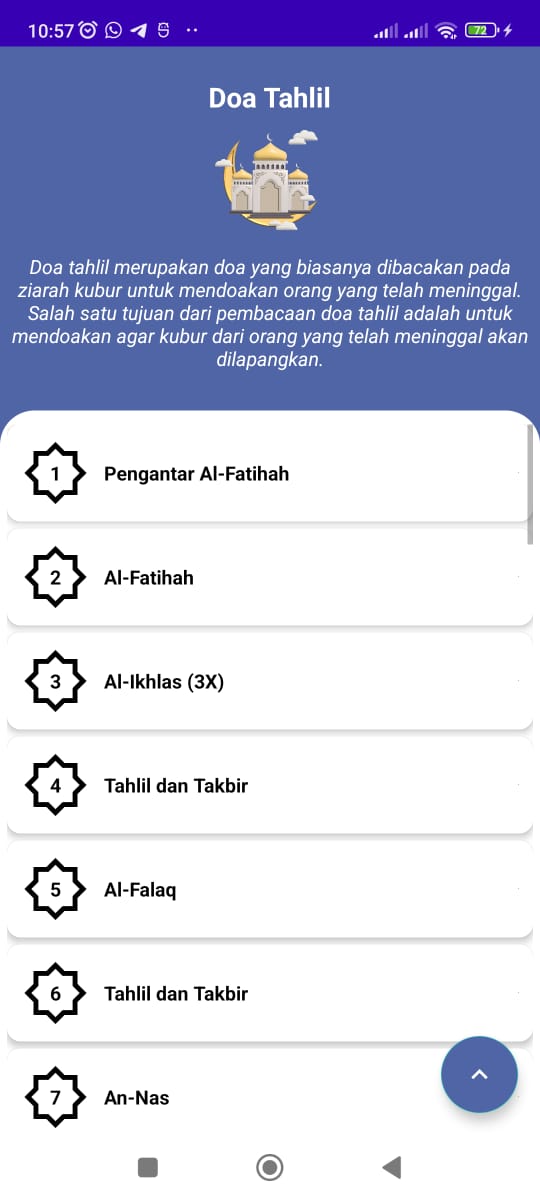 10:57
72
Doa Tahlil
Doa tahlil merupakan doa yang biasanya dibacakan pada
ziarah kubur untuk mendoakan orang yang telah meninggal.
Salah satu tujuan dari pembacaan doa tahlil adalah untuk
mendoakan agar kubur dari orang yang telah meninggal akan
dilapangkan.
1 Pengantar Al-Fatihah
2 Al-Fatihah
3 Al-Ikhlas (3X)
4 Tahlil dan Takbir
5 Al-Falaq
6 Tahlil dan Takbir
7 An-Nas